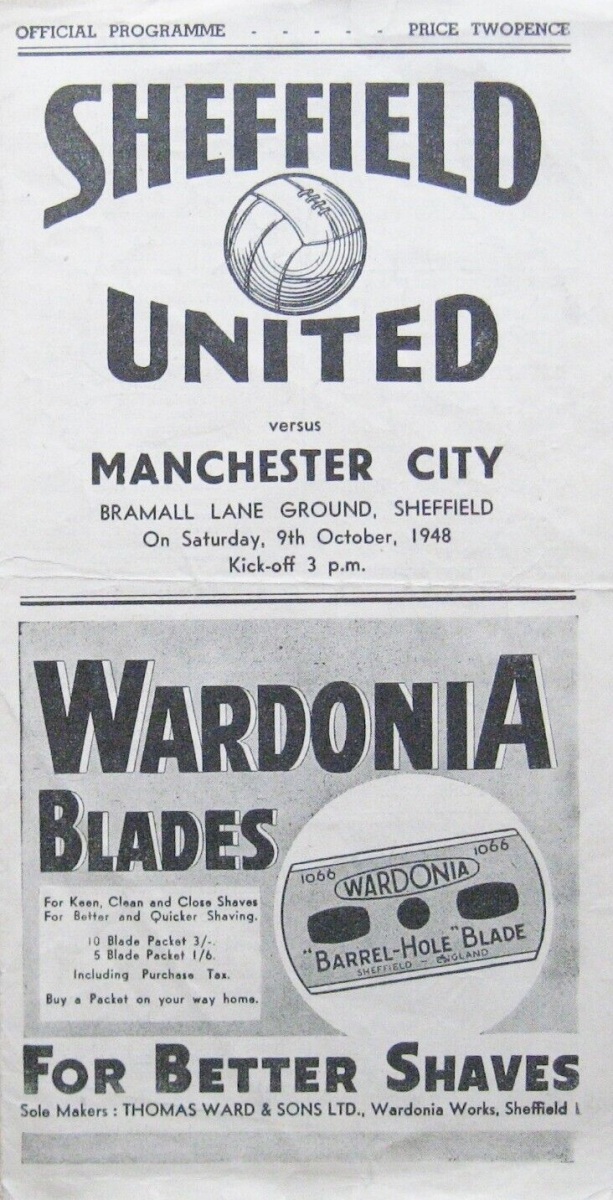 OFFICIAL PROGRAMME - - - - - PRICE TWOPENCE
SHEFFIELD
UNITED
versus
MANCHESTER CITY
BRAMALL LANE GROUND, SHEFFIELD
On Saturday, 9th October, 1948
Kick-off 3 p.m.
WARDONIA
BLADES
For Keen, Clean and Close Shaves
For Better and Quicker Shaving.
10 Blade Packet 3/-.
5 Blade Packet 1/6.
Including Purchase Tax.
Buy a Packet on your way home.
1066 WARDONIA 1066
"BARREL-HOLE" BLADE
SHEFFIELD - ENGLAND
FOR BETTER SHAVES
Sole Makers : THOMAS WARD & SONS LTD., Wardonia Works, Sheffield 1